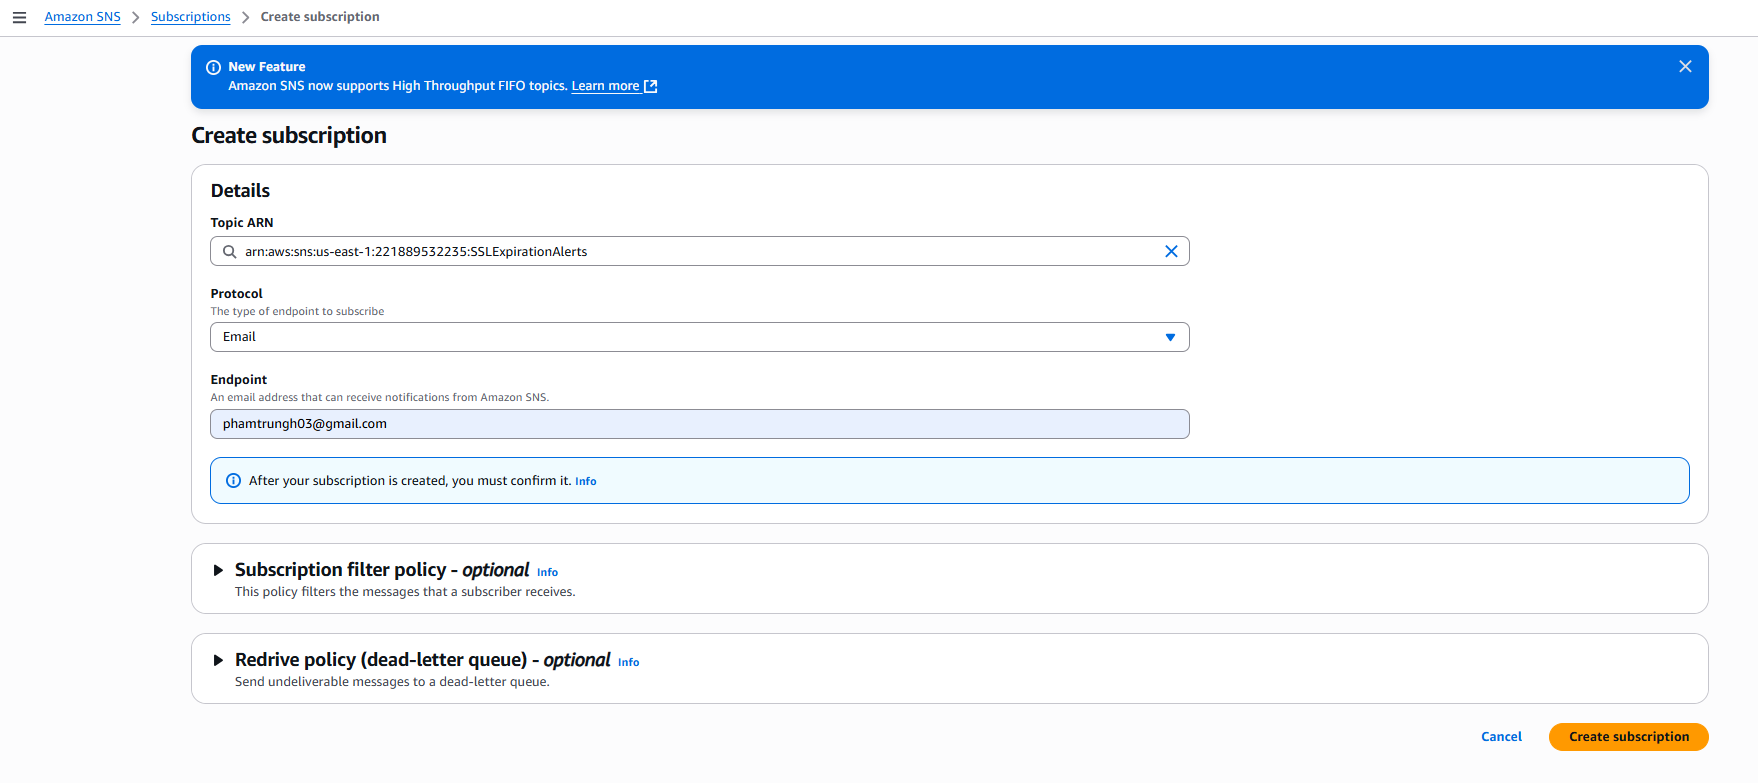 Amazon SNS > Subscriptions > Create subscription
New Feature
Amazon SNS now supports High Throughput FIFO topics. Learn more
Create subscription
Details
Topic ARN
arn:aws:sns:us-east-1:221889532235:SSLExpirationAlerts
Protocol
The type of endpoint to subscribe
Email
Endpoint
An email address that can receive notifications from Amazon SNS.
phamtrungh03@gmail.com
After your subscription is created, you must confirm it. Info
Subscription filter policy - optional Info
This policy filters the messages that a subscriber receives.
Redrive policy (dead-letter queue) - optional Info
Send undeliverable messages to a dead-letter queue.
Cancel Create subscription